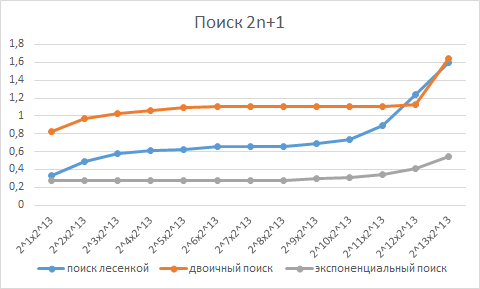 Поиск 2n+1
1,8
1,6
1,4
1,2
1
0,8
0,6
0,4
0,2
0
2^1x2^13
2^2x2^13
2^3x2^13
2^4x2^13
2^5x2^13
2^6x2^13
2^7x2^13
2^8x2^13
2^9x2^13
2^10x2^13
2^11x2^13
2^12x2^13
2^13x2^13
поиск лесенкой двоичный поиск экспоненциальный поиск